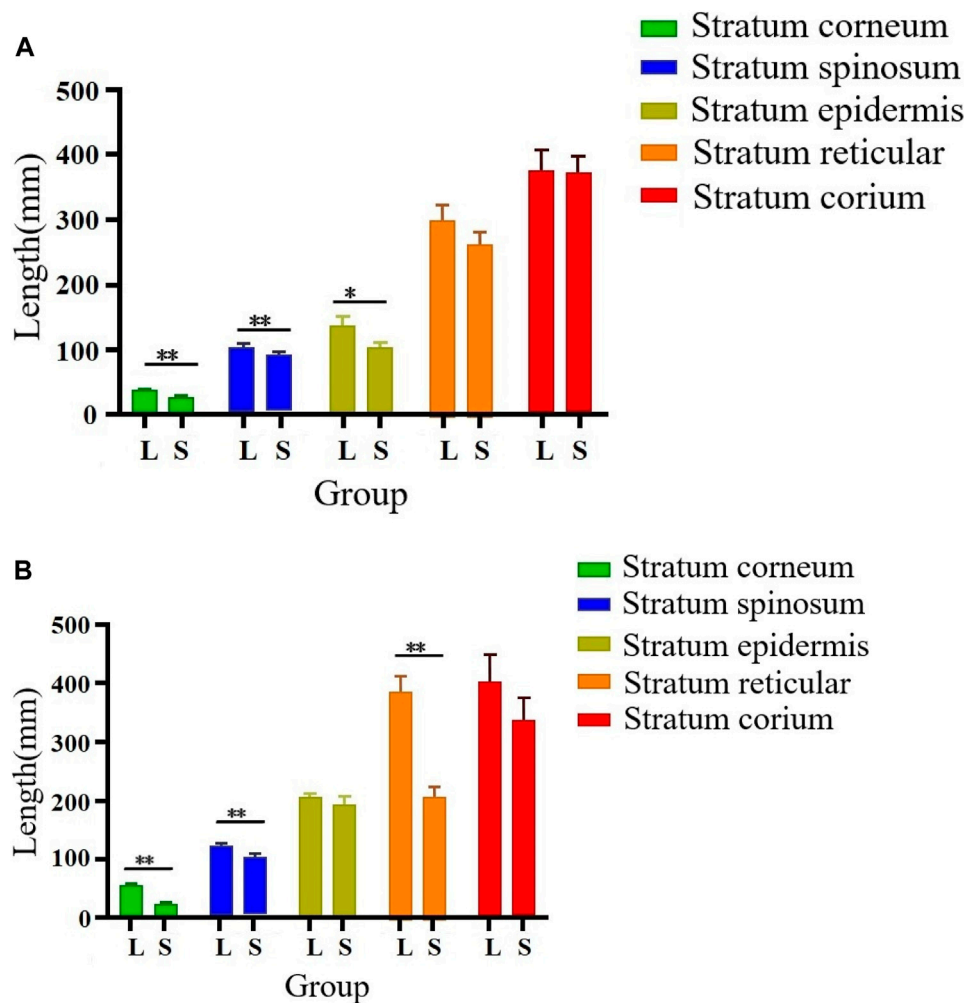 A
Stratum corneum
Stratum spinosum
Stratum epidermis
Stratum reticular
Stratum corium
Length(mm)
500
400
300
200
100
0
** ** *
L S L S L S L S L S
Group
B
Stratum corneum
Stratum spinosum
Stratum epidermis
Stratum reticular
Stratum corium
Length(mm)
500
400
300
200
100
0
** ** **
L S L S L S L S L S
Group